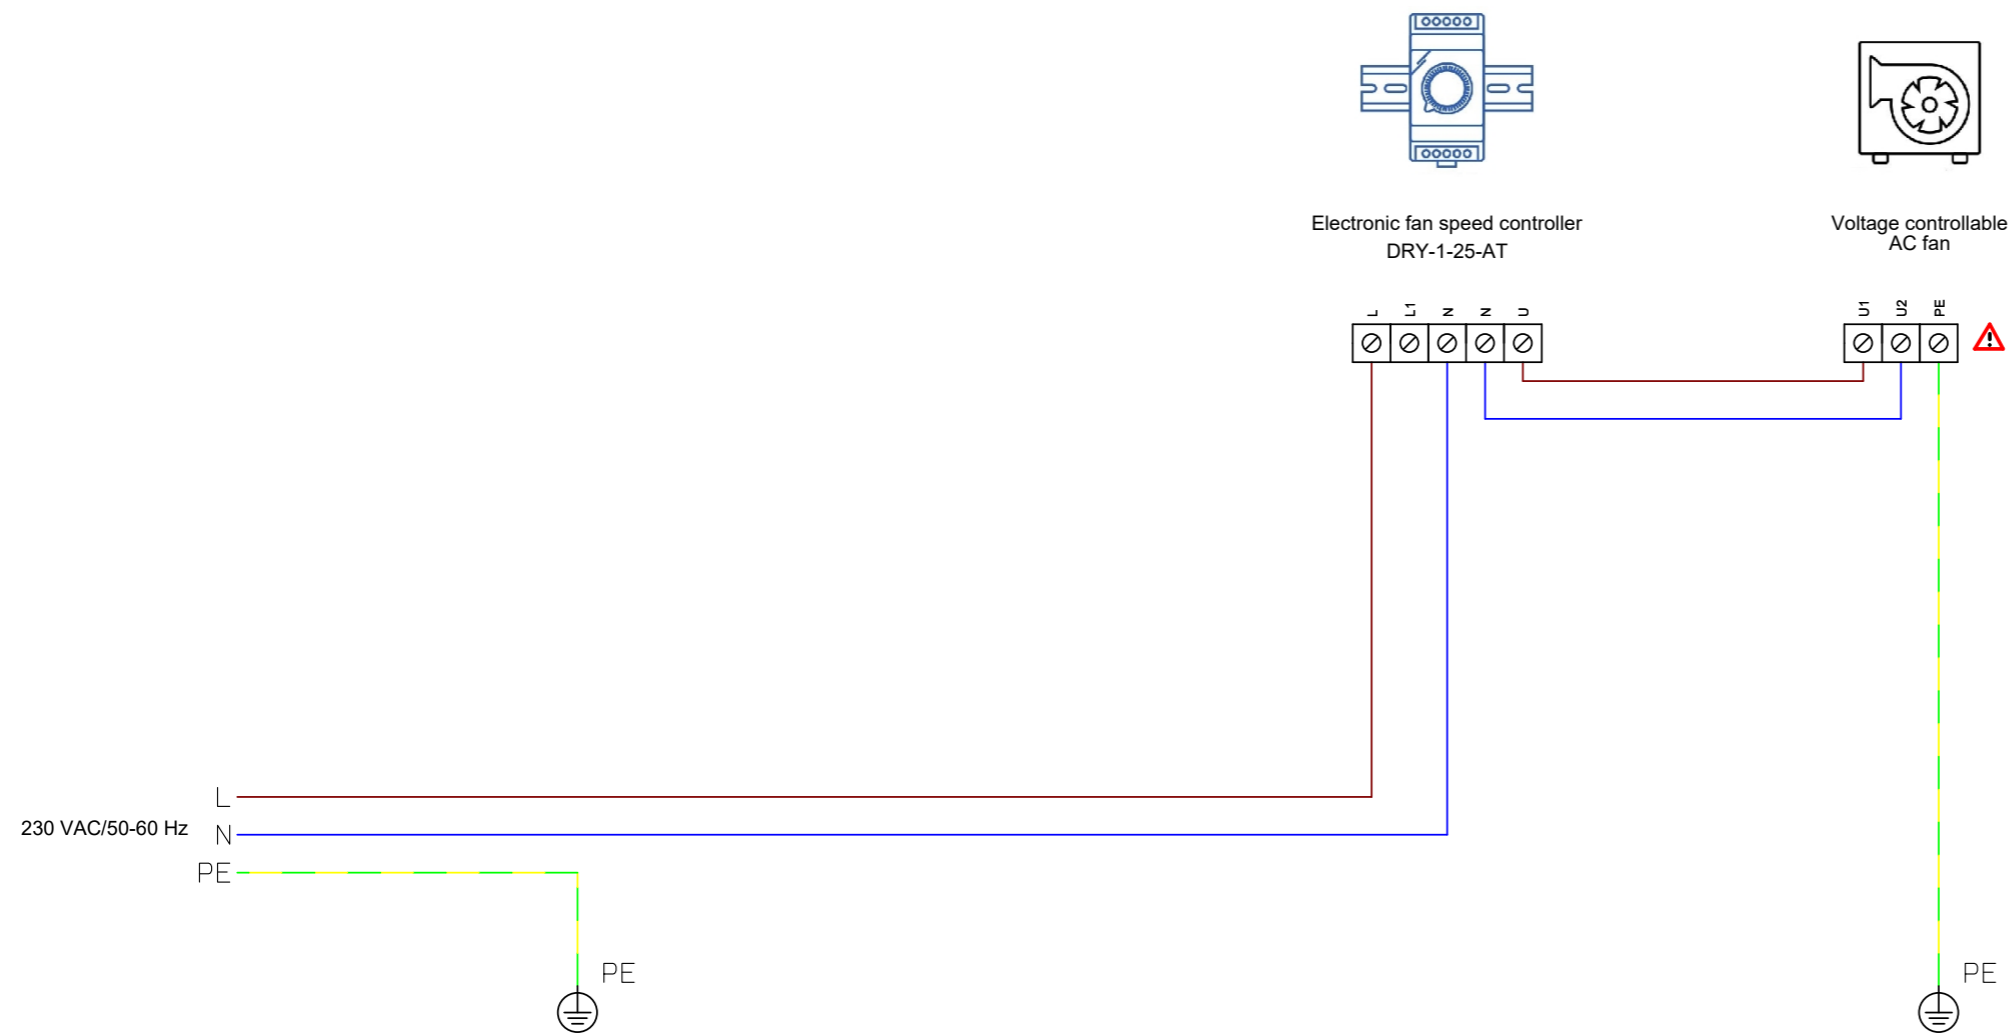 Electronic fan speed controller
DRY-1-25-AT
Voltage controllable
AC fan
L L1 N N U
U1 U2 PE
L
230 VAC/50-60 Hz N
PE
PE
PE